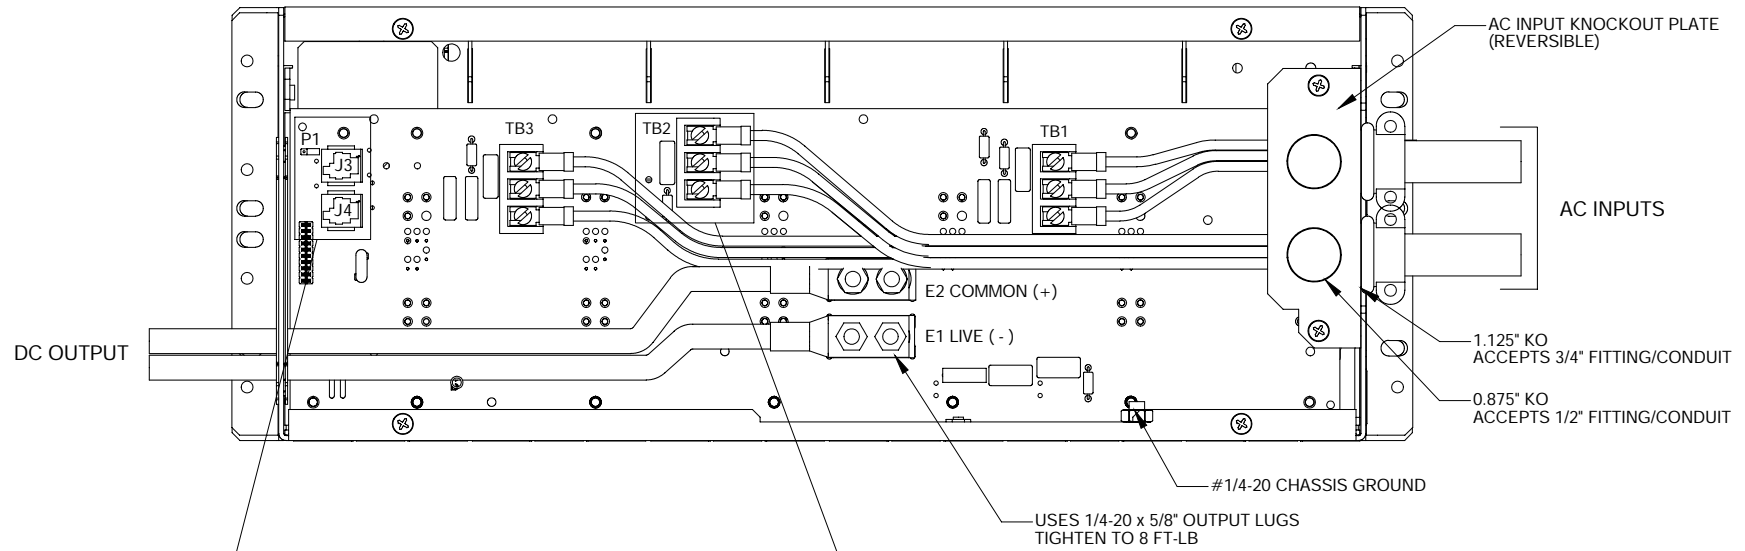 AC INPUT KNOCKOUT PLATE
(REVERSIBLE)
P1
TB3
TB2
TB1
J3
J4
AC INPUTS
E2 COMMON (+)
E1 LIVE ( - )
DC OUTPUT
1.125" KO
ACCEPTS 3/4" FITTING/CONDUIT
0.875" KO
ACCEPTS 1/2" FITTING/CONDUIT
#1/4-20 CHASSIS GROUND
USES 1/4-20 x 5/8" OUTPUT LUGS
TIGHTEN TO 8 FT-LB